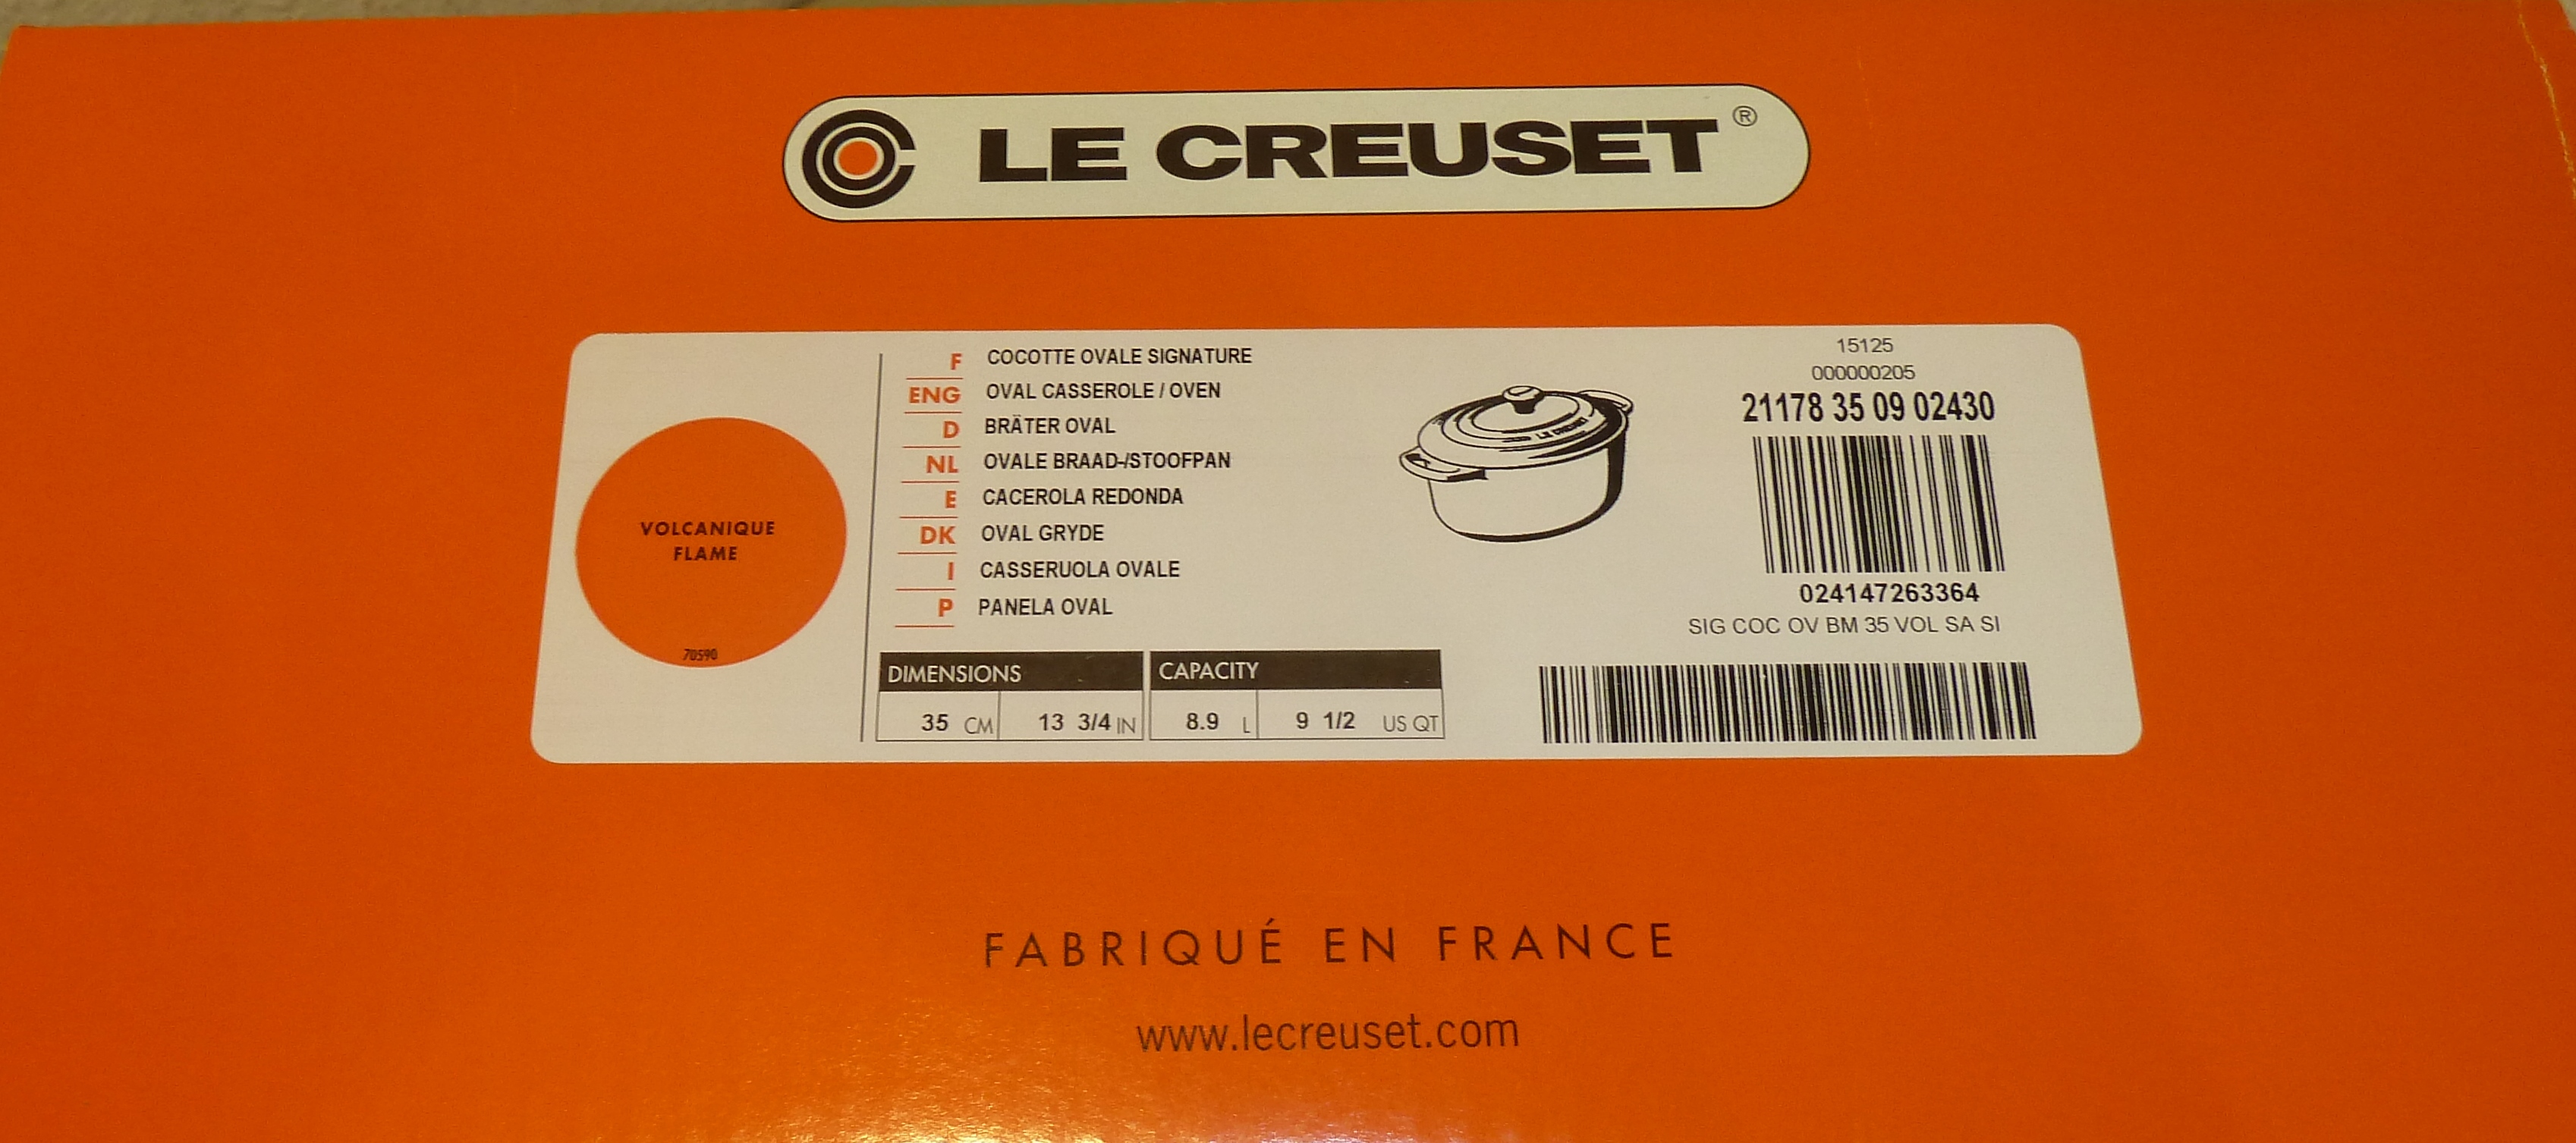 LE CREUSET ®
VOLCANIQUE
FLAME
70590
F COCOTTE OVALE SIGNATURE
ENG OVAL CASSEROLE / OVEN
D BRÄTER OVAL
NL OVALE BRAAD-/STOOFPAN
E CACEROLA REDONDA
DK OVAL GRYDE
I CASSERUOLA OVALE
P PANELA OVAL
DIMENSIONS
35 CM 13 3/4 IN
CAPACITY
8.9 L 9 1/2 US QT
LE CREUSET
15125
000000205
21178 35 09 02430
024147263364
SIG COC OV BM 35 VOL SA SI
FABRIQUÉ EN FRANCE
www.lecreuset.com